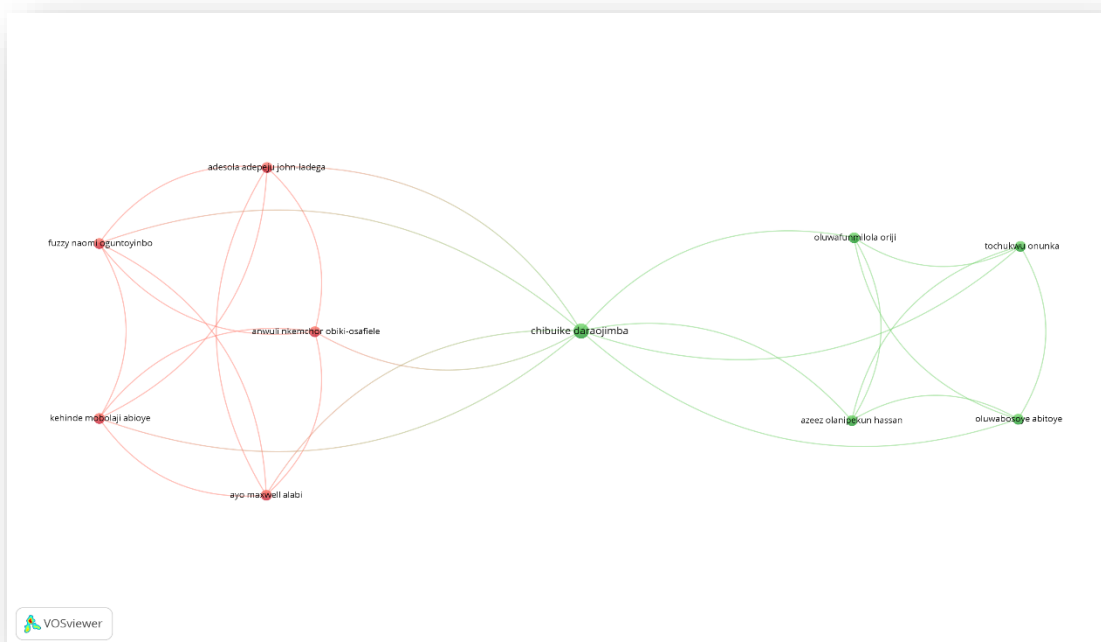 adesola adepeju john-ladega
fuzzy naomi oguntoyinbo
anwuli nkemchor obiki-osafiele
kehinde mobolaji abioye
ayo maxwell alabi
chibuike daraojimba
oluwafunmilola oriji
tochukwu onunka
azeez olanipekun hassan
oluwabosoye abitoye
VOSviewer